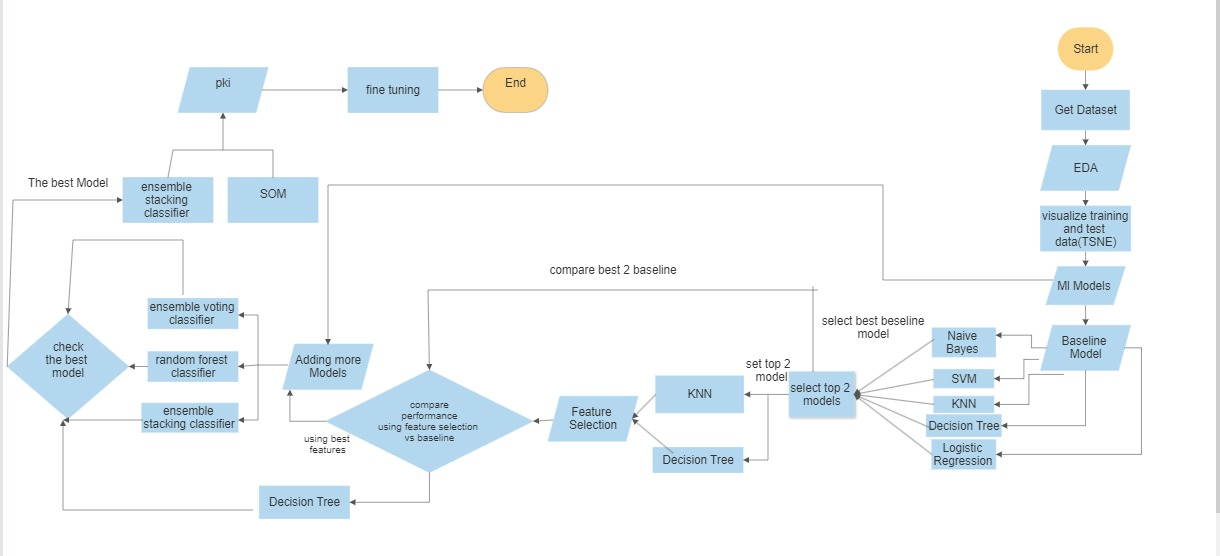 Start
Get Dataset
EDA
visualize training
and test
data(TSNE)
Ml Models
Baseline
Model
Naive
Bayes
SVM
KNN
Decision Tree
Logistic
Regression
select best beseline
model
select top 2
models
set top 2
model
KNN
Decision Tree
Feature
Selection
compare best 2 baseline
compare
performance
using feature selection
vs baseline
using best
features
Decision Tree
Adding more
Models
ensemble voting
classifier
random forest
classifier
ensemble
stacking classifier
check
the best
model
The best Model
ensemble
stacking
classifier
SOM
pki
fine tuning
End